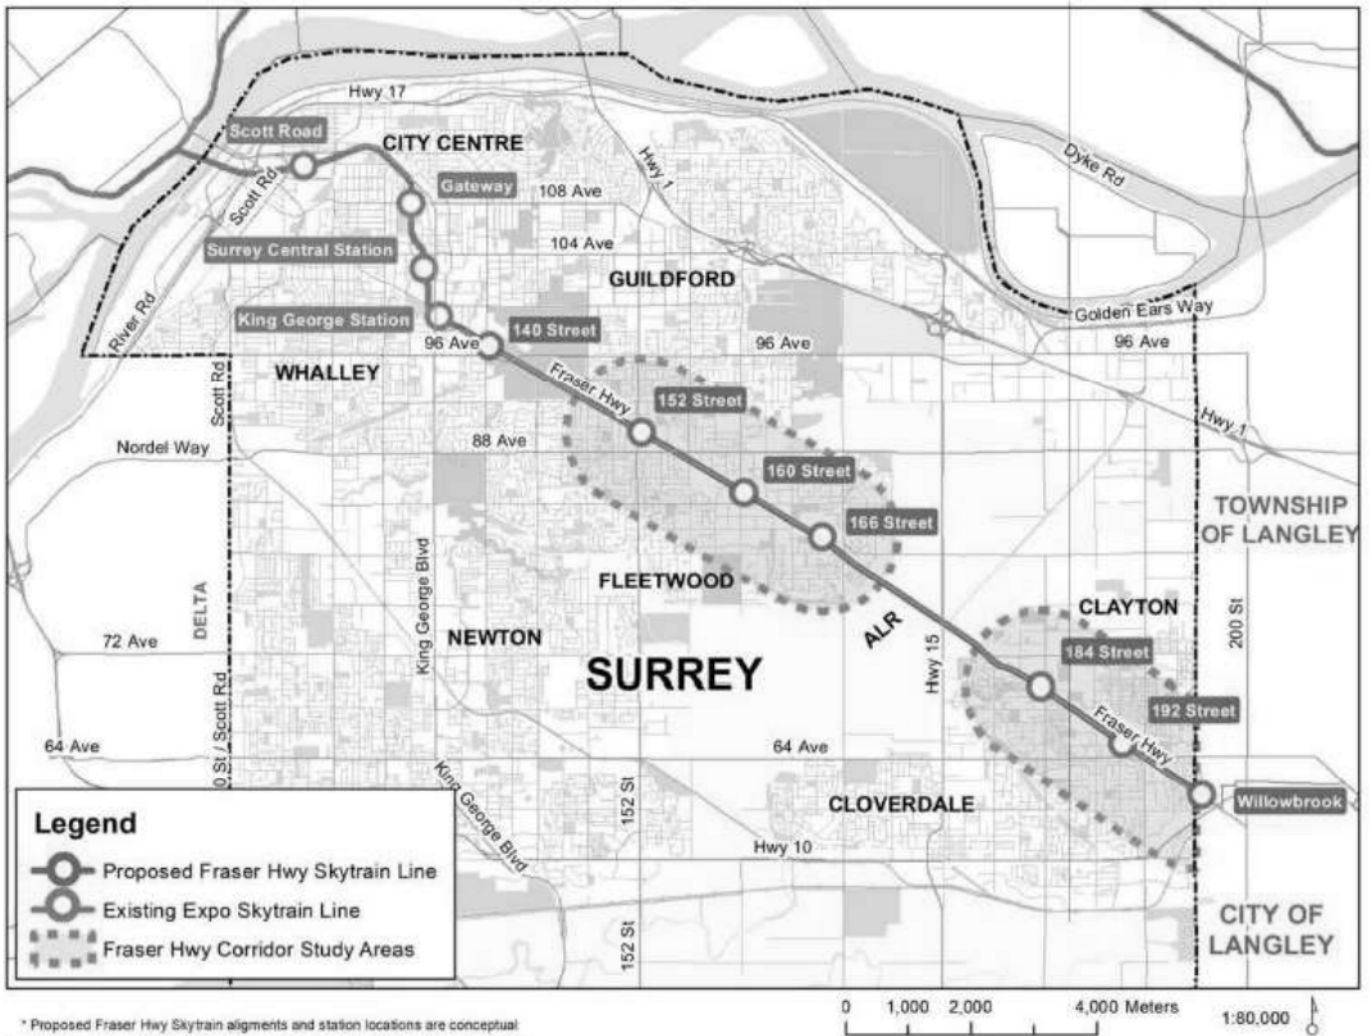 Hwy 17
Scott Road
CITY CENTRE
Hwy 1
Dyke Rd
Gateway
108 Ave
Scott Rd
104 Ave
Surrey Central Station
GUILDFORD
River Rd
King George Station
140 Street
Golden Ears Way
96 Ave
96 Ave
96 Ave
WHALLEY
Scott Rd
Fraser Hwy
152 Street
Hwy 1
Nordel Way
88 Ave
160 Street
TOWNSHIP
OF LANGLEY
166 Street
King George Blvd
FLEETWOOD
DELTA
CLAYTON
200 St
72 Ave
NEWTON
ALR
Hwy 15
184 Street
SURREY
192 Street
Fraser Hwy
0 St / Scott Rd
64 Ave
64 Ave
King George Blvd
152 St
CLOVERDALE
Willowbrook
Hwy 10
152 St
CITY OF
LANGLEY
Legend
Proposed Fraser Hwy Skytrain Line
Existing Expo Skytrain Line
Fraser Hwy Corridor Study Areas
* Proposed Fraser Hwy Skytrain aligments and station locations are conceptual
0 1,000 2,000 4,000 Meters
1:80,000